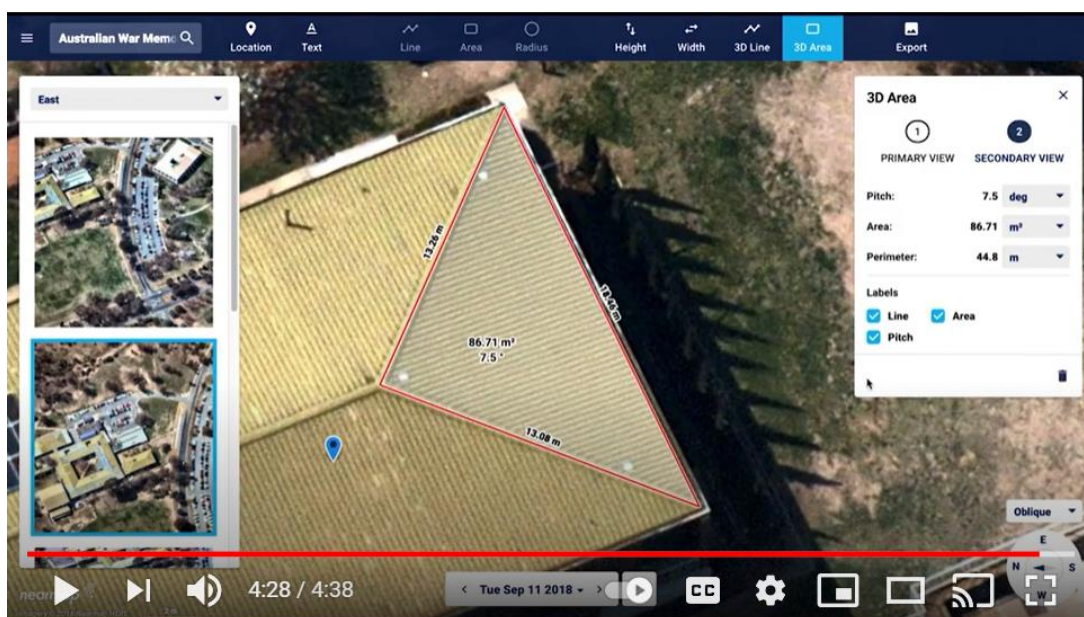 Australian War Mem
Location
Text
Line
Area
Radius
Height
Width
3D Line
3D Area
Export
East
3D Area
1
PRIMARY VIEW
2
SECONDARY VIEW
Pitch:
7.5
deg
Area:
86.71
m²
Perimeter:
44.8
m
Labels
Line
Area
Pitch
13.26 m
18.46 m
86.71 m²
7.5 °
13.08 m
Oblique
E
N
S
W
4:28 / 4:38
Tue Sep 11 2018
CC